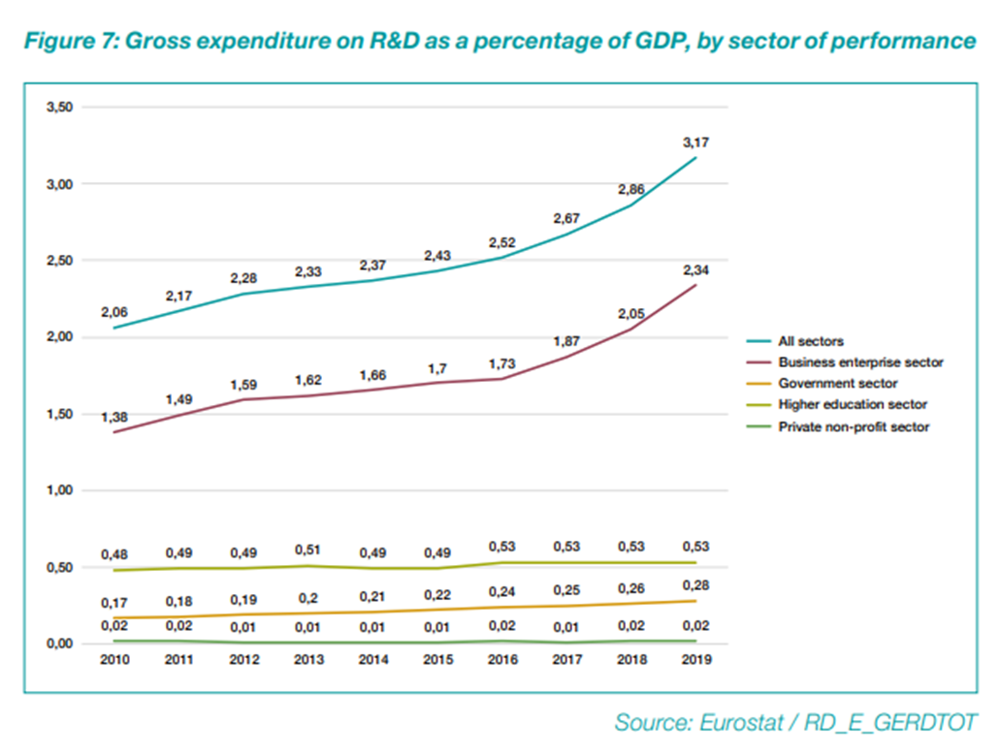 Figure 7: Gross expenditure on R&D as a percentage of GDP, by sector of performance
3,50
3,00
2,50
2,00
1,50
1,00
0,50
0,00
2,06 2,17 2,28 2,33 2,37 2,43 2,52 2,67 2,86 3,17
1,38 1,49 1,59 1,62 1,66 1,7 1,73 1,87 2,05 2,34
0,48 0,49 0,49 0,51 0,49 0,49 0,53 0,53 0,53 0,53
0,17 0,18 0,19 0,2 0,21 0,22 0,24 0,25 0,26 0,28
0,02 0,02 0,01 0,01 0,01 0,01 0,02 0,01 0,02 0,02
2010 2011 2012 2013 2014 2015 2016 2017 2018 2019
All sectors
Business enterprise sector
Government sector
Higher education sector
Private non-profit sector
Source: Eurostat / RD_E_GERDTOT